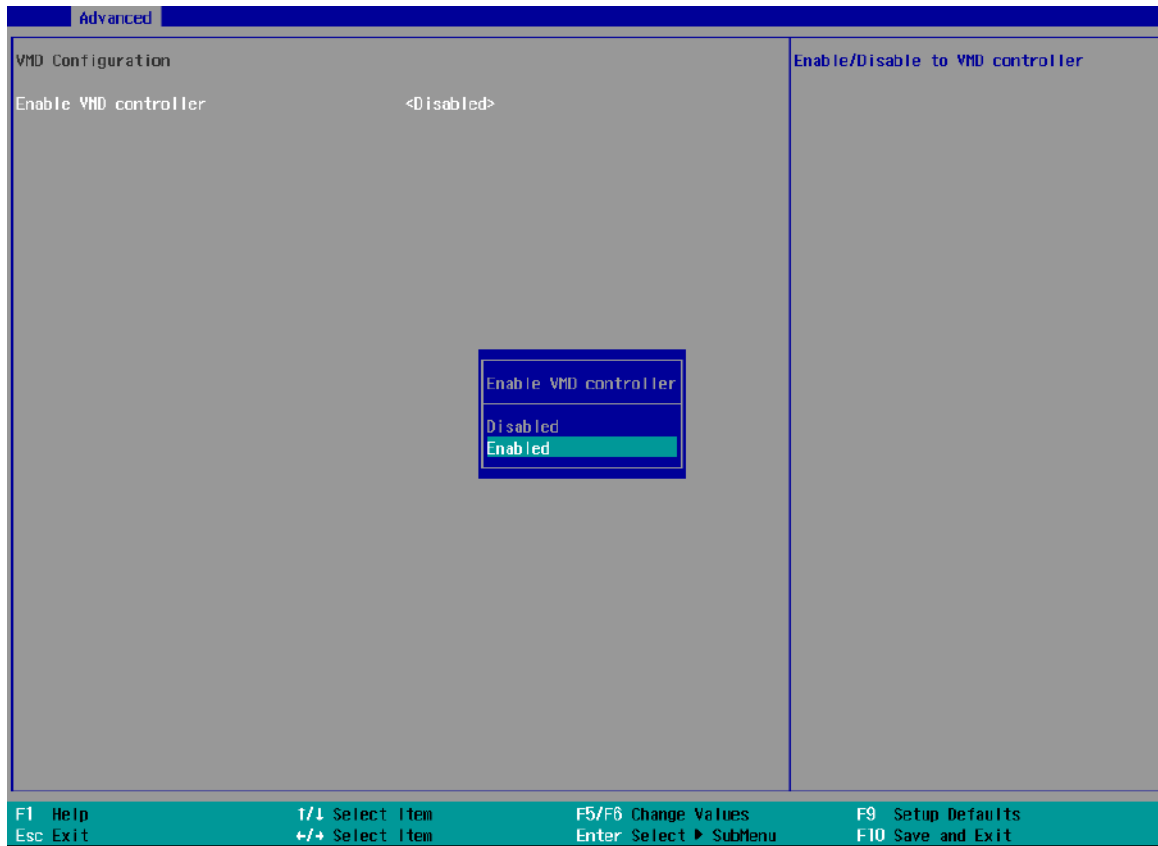 Advanced
VMD Configuration
Enable/Disable to VMD controller
Enable VMD controller <Disabled>
Enable VMD controller
Disabled
Enabled
F1 Help ↑/↓ Select Item F5/F6 Change Values F9 Setup Defaults
Esc Exit ←/→ Select Item Enter Select ▶ SubMenu F10 Save and Exit